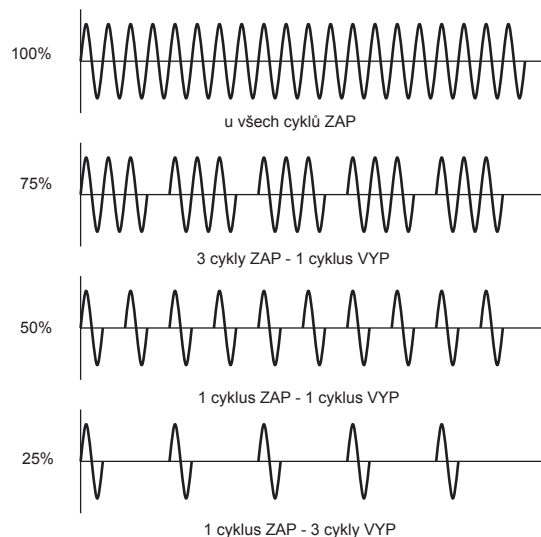 100%
u všech cyklů ZAP
75%
3 cykly ZAP - 1 cyklus VYP
50%
1 cyklus ZAP - 1 cyklus VYP
25%
1 cyklus ZAP - 3 cykly VYP